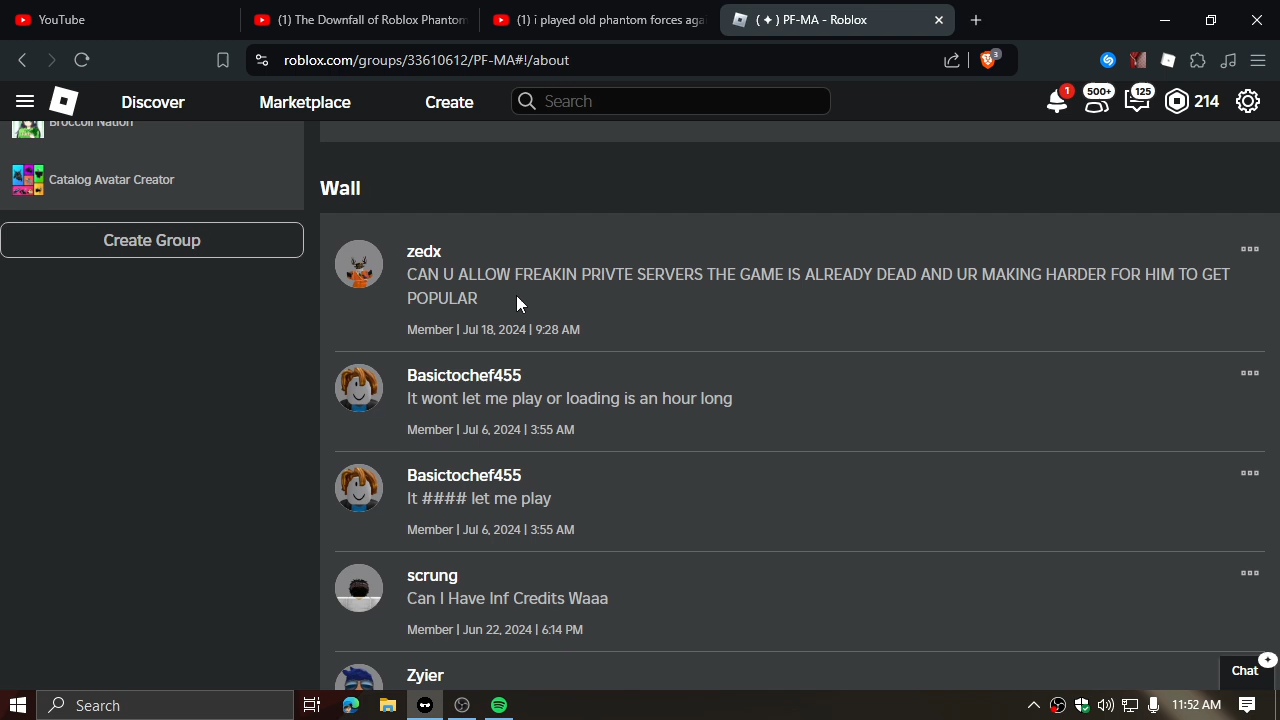 YouTube
(1) The Downfall of Roblox Phantom
(1) i played old phantom forces aga
( ✦ ) PF-MA - Roblox
roblox.com/groups/33610612/PF-MA#!/about
3
Discover
Marketplace
Create
Search
1
500+
125
214
Broccoli Nation
Catalog Avatar Creator
Create Group
Wall
zedx
CAN U ALLOW FREAKIN PRIVTE SERVERS THE GAME IS ALREADY DEAD AND UR MAKING HARDER FOR HIM TO GET
POPULAR
Member | Jul 18, 2024 | 9:28 AM
Basictochef455
It wont let me play or loading is an hour long
Member | Jul 6, 2024 | 3:55 AM
Basictochef455
It #### let me play
Member | Jul 6, 2024 | 3:55 AM
scrung
Can I Have Inf Credits Waaa
Member | Jun 22, 2024 | 6:14 PM
Zyier
Chat
Search
11:52 AM